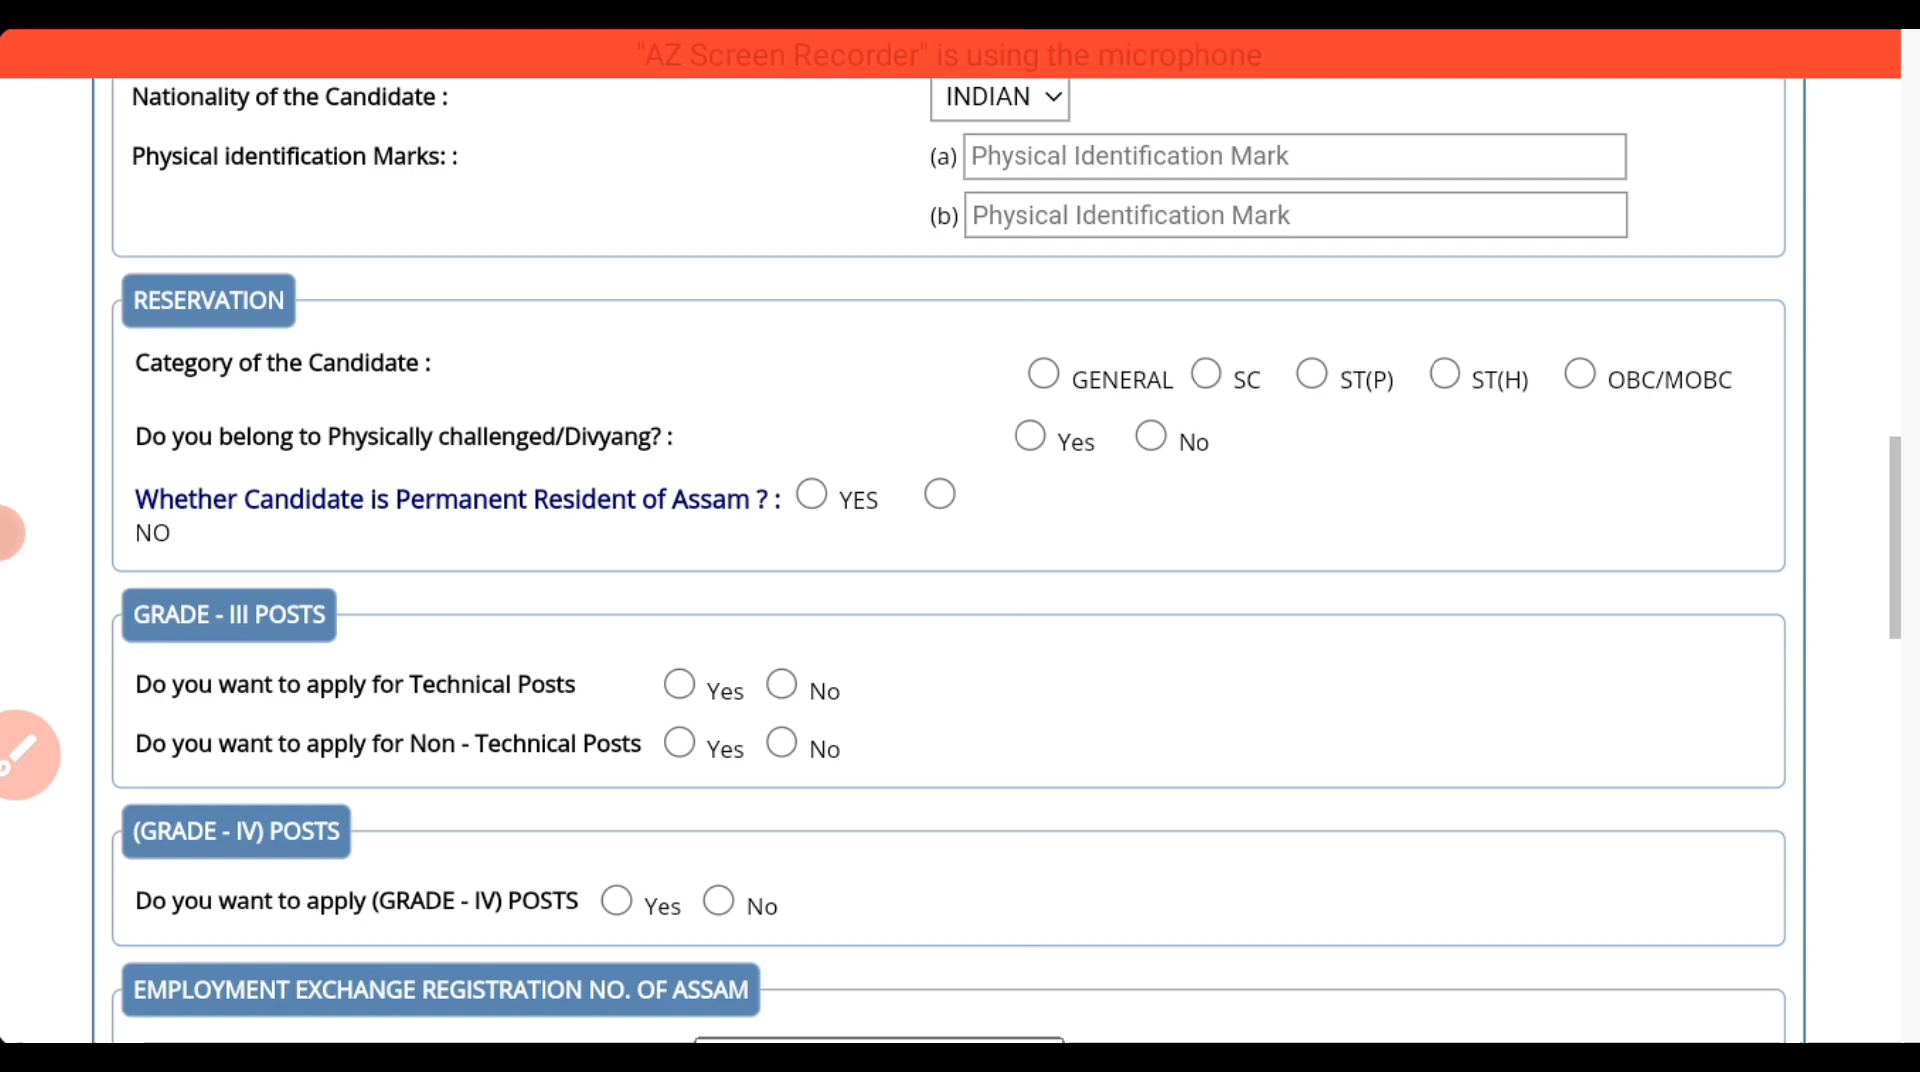 "AZ Screen Recorder" is using the microphone
Nationality of the Candidate : INDIAN
Physical identification Marks: : (a) Physical Identification Mark
(b) Physical Identification Mark
RESERVATION
Category of the Candidate : GENERAL SC ST(P) ST(H) OBC/MOBC
Do you belong to Physically challenged/Divyang? : Yes No
Whether Candidate is Permanent Resident of Assam ? : YES
NO
GRADE - III POSTS
Do you want to apply for Technical Posts Yes No
Do you want to apply for Non - Technical Posts Yes No
(GRADE - IV) POSTS
Do you want to apply (GRADE - IV) POSTS Yes No
EMPLOYMENT EXCHANGE REGISTRATION NO. OF ASSAM